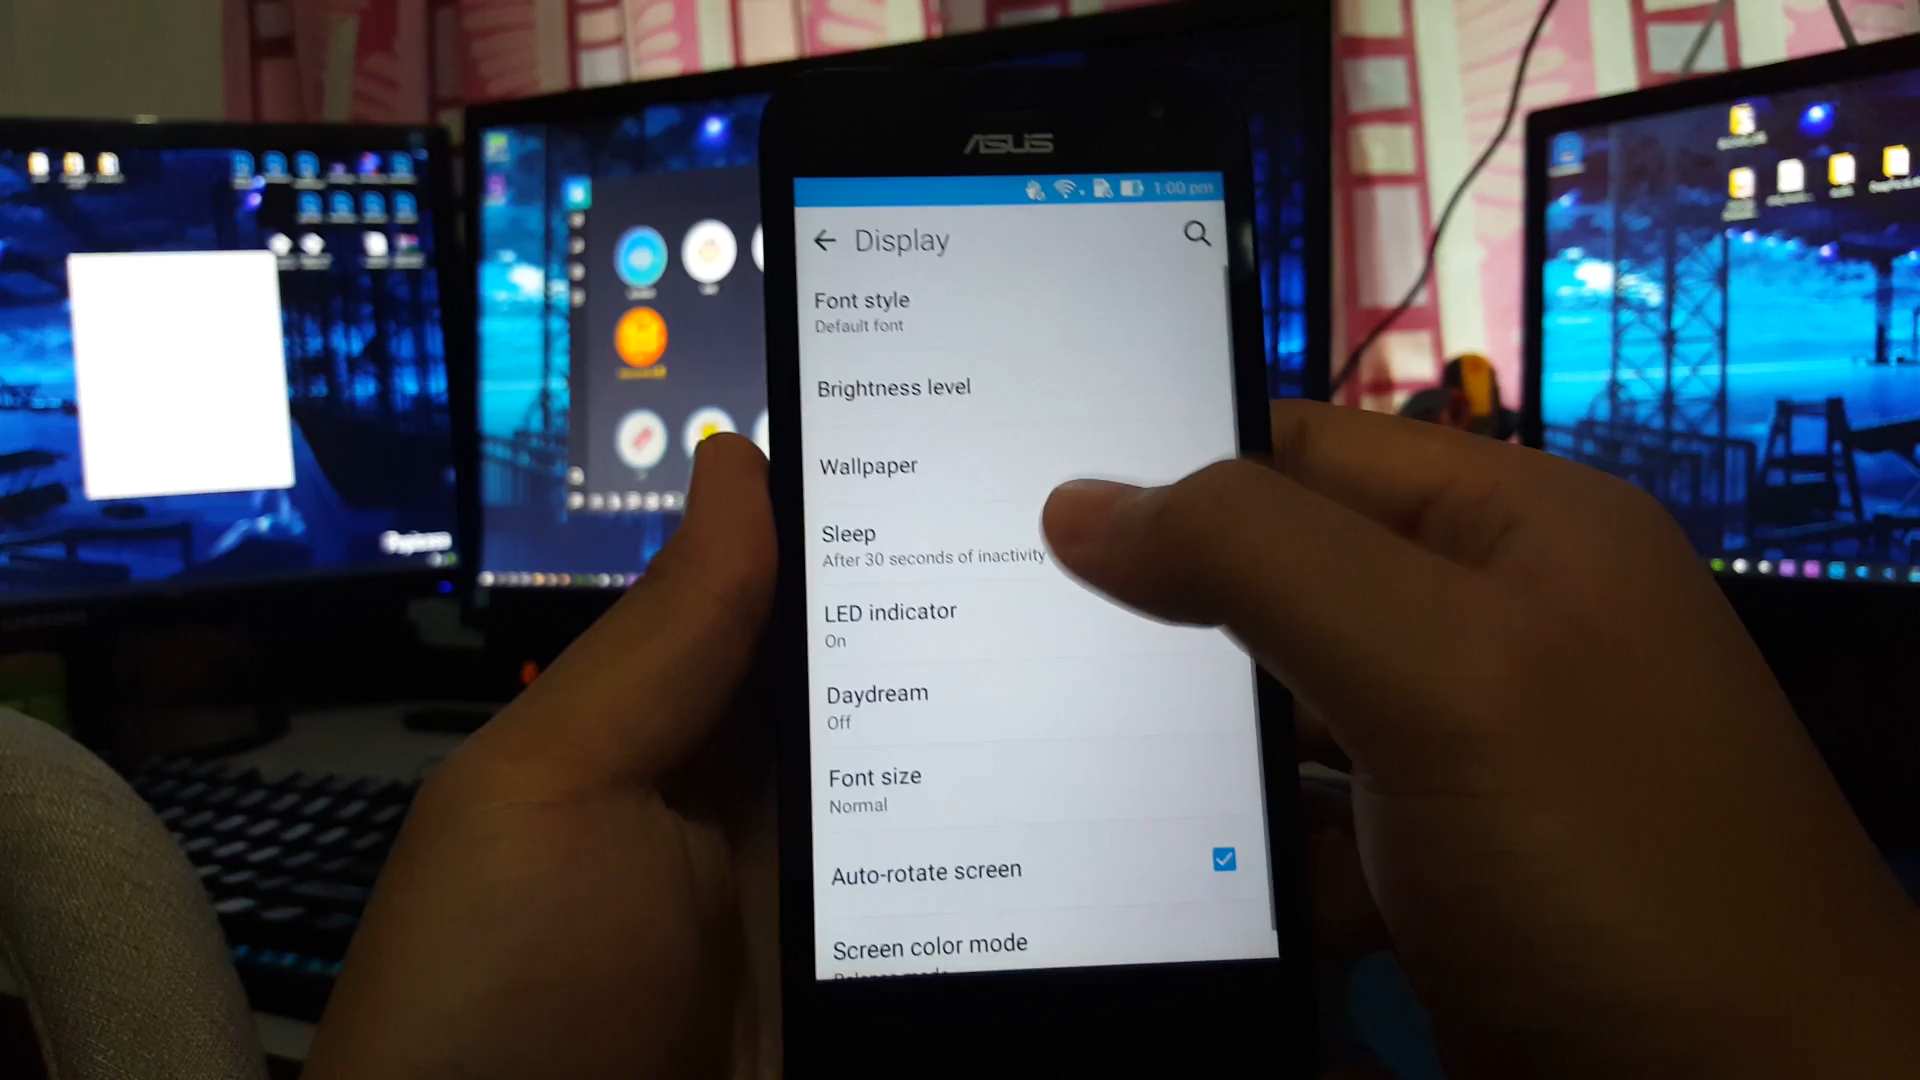 ASUS
1:00 pm
Display
Font style
Default font
Brightness level
Wallpaper
Sleep
After 30 seconds of inactivity
LED indicator
On
Daydream
Off
Font size
Normal
Auto-rotate screen
Screen color mode